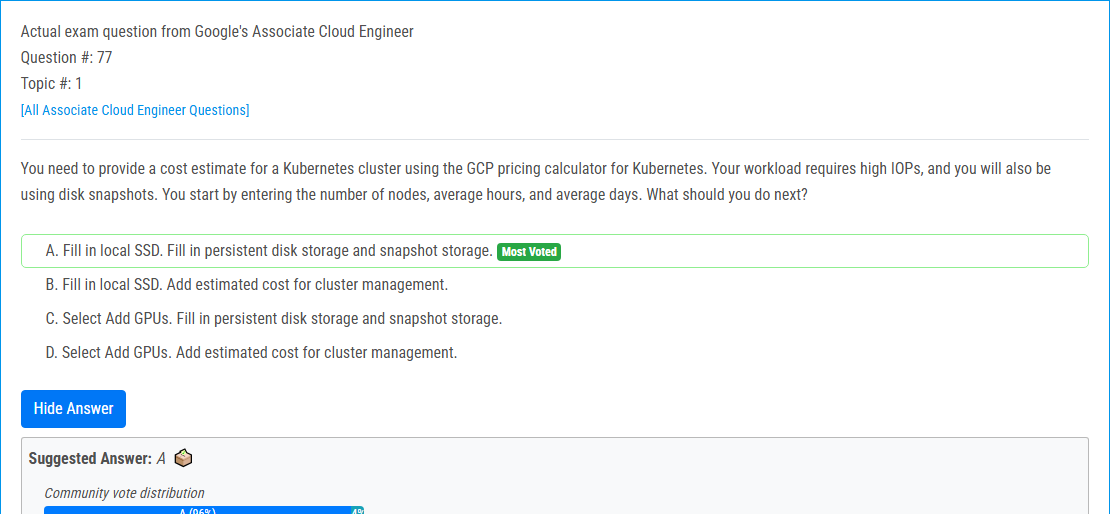 Actual exam question from Google's Associate Cloud Engineer
Question #: 77
Topic #: 1
[All Associate Cloud Engineer Questions]
You need to provide a cost estimate for a Kubernetes cluster using the GCP pricing calculator for Kubernetes. Your workload requires high IOPs, and you will also be
using disk snapshots. You start by entering the number of nodes, average hours, and average days. What should you do next?
A. Fill in local SSD. Fill in persistent disk storage and snapshot storage. Most Voted
B. Fill in local SSD. Add estimated cost for cluster management.
C. Select Add GPUs. Fill in persistent disk storage and snapshot storage.
D. Select Add GPUs. Add estimated cost for cluster management.
Hide Answer
Suggested Answer: A
Community vote distribution
A (96%) 4%